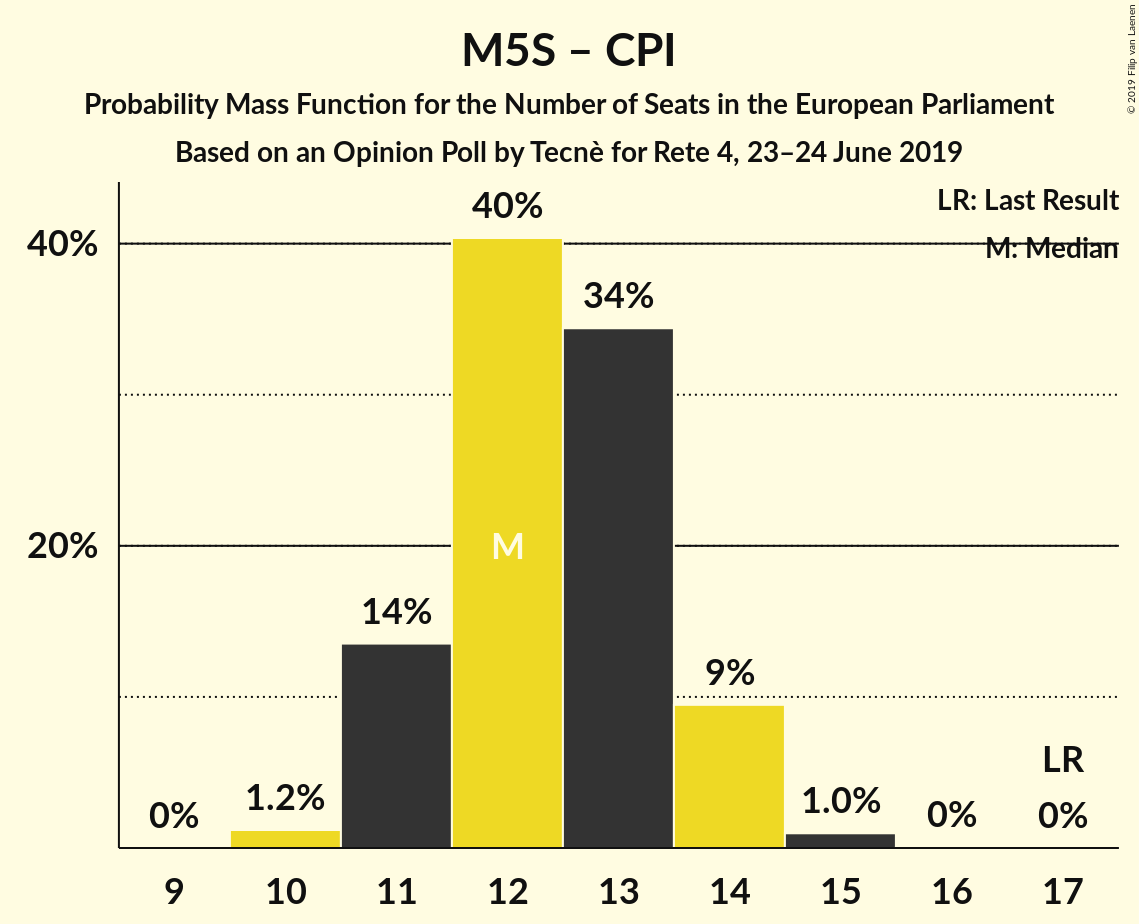 M5S – CPI
Probability Mass Function for the Number of Seats in the European Parliament
Based on an Opinion Poll by Tecnè for Rete 4, 23–24 June 2019
© 2019 Filip van Laenen
LR: Last Result
M: Median
40%
20%
0%
1.2%
14%
40%
M
34%
9%
1.0%
0%
LR
0%
9 10 11 12 13 14 15 16 17